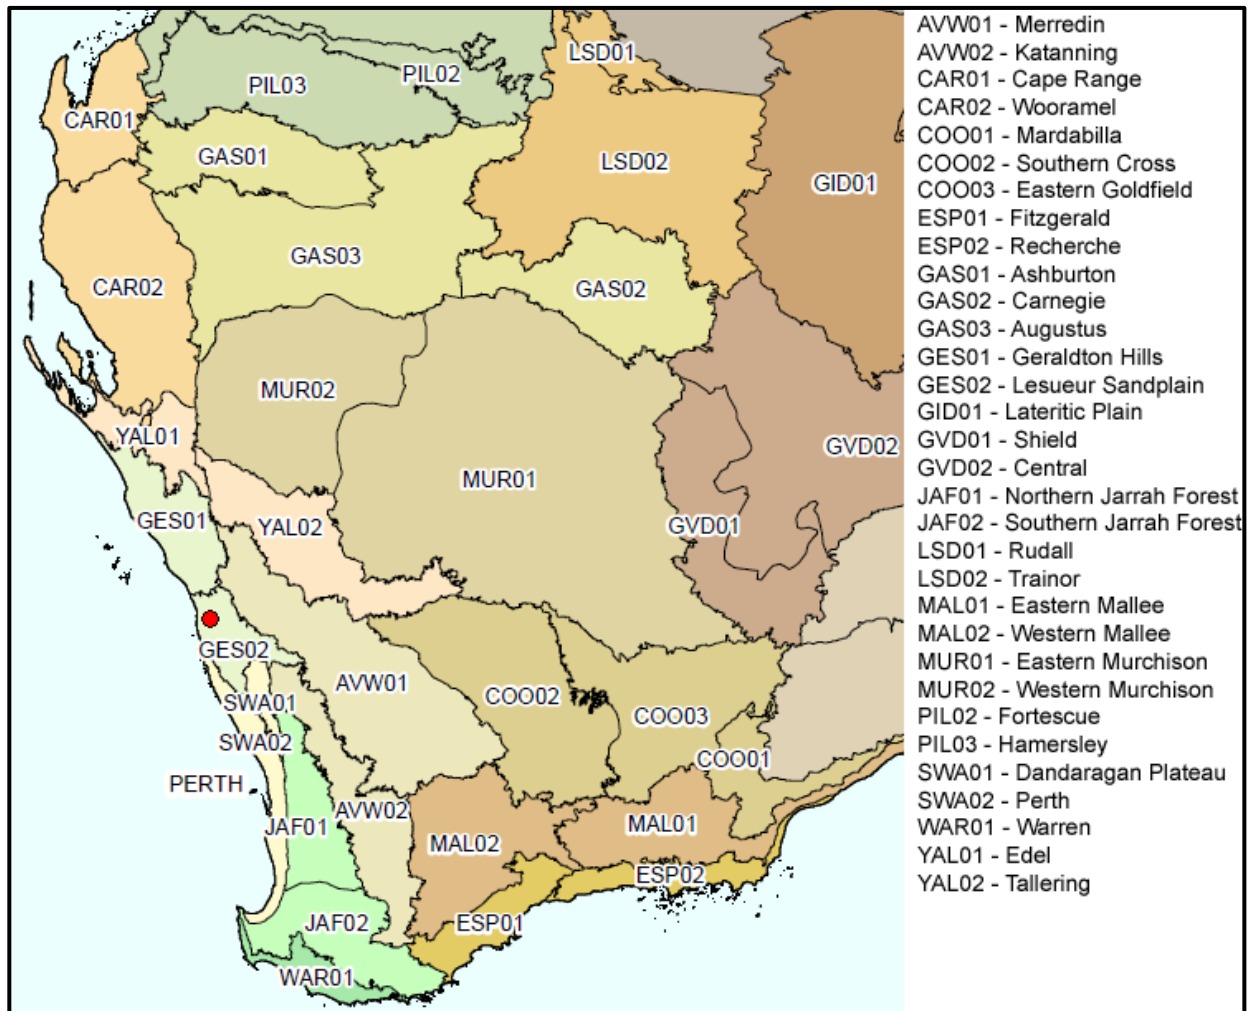 LSD01
PIL02
PIL03
CAR01
GAS01
LSD02
GID01
GAS03
CAR02
GAS02
MUR02
YAL01
GVD02
MUR01
GES01
YAL02
GVD01
GES02
AVW01
COO02
SWA01
COO03
SWA02
COO01
PERTH
AVW02
JAF01
MAL01
MAL02
ESP02
JAF02
ESP01
WAR01
AVW01 - Merredin
AVW02 - Katanning
CAR01 - Cape Range
CAR02 - Wooramel
COO01 - Mardabilla
COO02 - Southern Cross
COO03 - Eastern Goldfield
ESP01 - Fitzgerald
ESP02 - Recherche
GAS01 - Ashburton
GAS02 - Carnegie
GAS03 - Augustus
GES01 - Geraldton Hills
GES02 - Lesueur Sandplain
GID01 - Lateritic Plain
GVD01 - Shield
GVD02 - Central
JAF01 - Northern Jarrah Forest
JAF02 - Southern Jarrah Forest
LSD01 - Rudall
LSD02 - Trainor
MAL01 - Eastern Mallee
MAL02 - Western Mallee
MUR01 - Eastern Murchison
MUR02 - Western Murchison
PIL02 - Fortescue
PIL03 - Hamersley
SWA01 - Dandaragan Plateau
SWA02 - Perth
WAR01 - Warren
YAL01 - Edel
YAL02 - Tallering